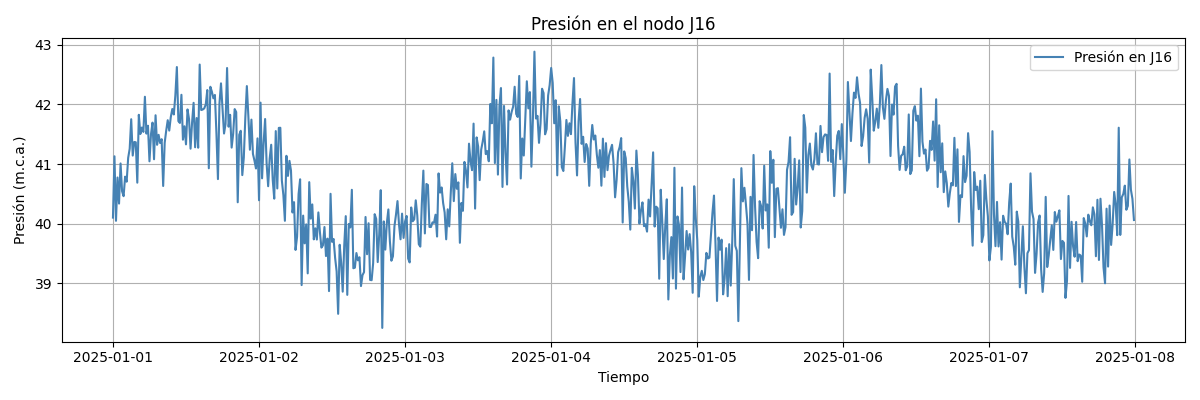 Presión en el nodo J16
Presión en J16
Presión (m.c.a.)
43
42
41
40
39
2025-01-01 2025-01-02 2025-01-03 2025-01-04 2025-01-05 2025-01-06 2025-01-07 2025-01-08
Tiempo